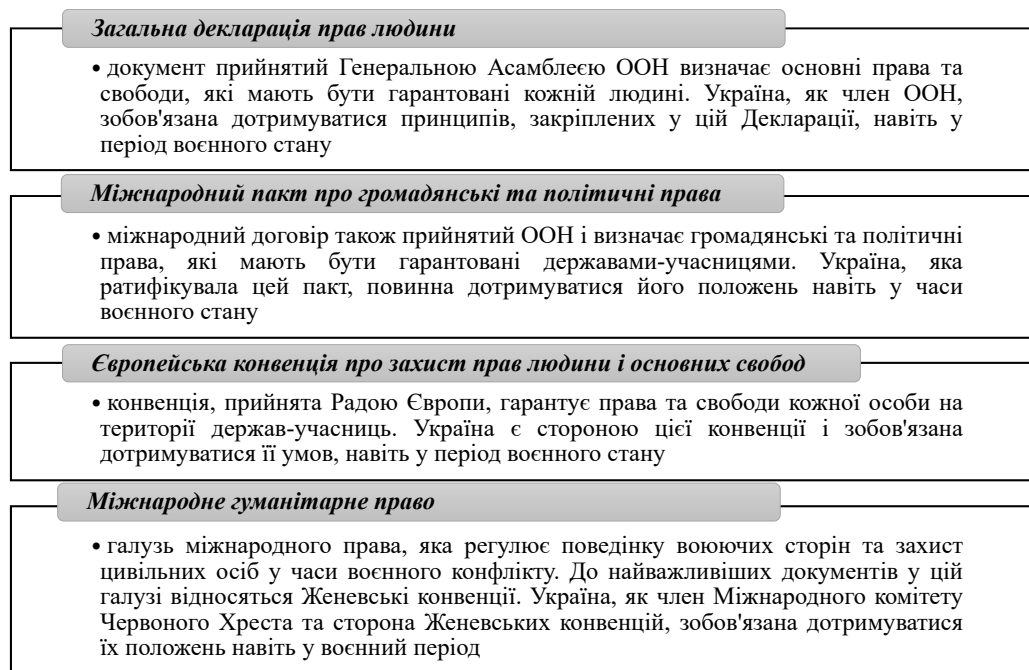 Загальна декларація прав людини
• документ прийнятий Генеральною Асамблеєю ООН визначає основні права та
свободи, які мають бути гарантовані кожній людині. Україна, як член ООН,
зобов'язана дотримуватися принципів, закріплених у цій Декларації, навіть у
період воєнного стану
Міжнародний пакт про громадянські та політичні права
• міжнародний договір також прийнятий ООН і визначає громадянські та політичні
права, які мають бути гарантовані державами-учасницями. Україна, яка
ратифікувала цей пакт, повинна дотримуватися його положень навіть у часи
воєнного стану
Європейська конвенція про захист прав людини і основних свобод
• конвенція, прийнята Радою Європи, гарантує права та свободи кожної особи на
території держав-учасниць. Україна є стороною цієї конвенції і зобов'язана
дотримуватися її умов, навіть у період воєнного стану
Міжнародне гуманітарне право
• галузь міжнародного права, яка регулює поведінку воюючих сторін та захист
цивільних осіб у часи воєнного конфлікту. До найважливіших документів у цій
галузі відносяться Женевські конвенції. Україна, як член Міжнародного комітету
Червоного Хреста та сторона Женевських конвенцій, зобов'язана дотримуватися
їх положень навіть у воєнний період